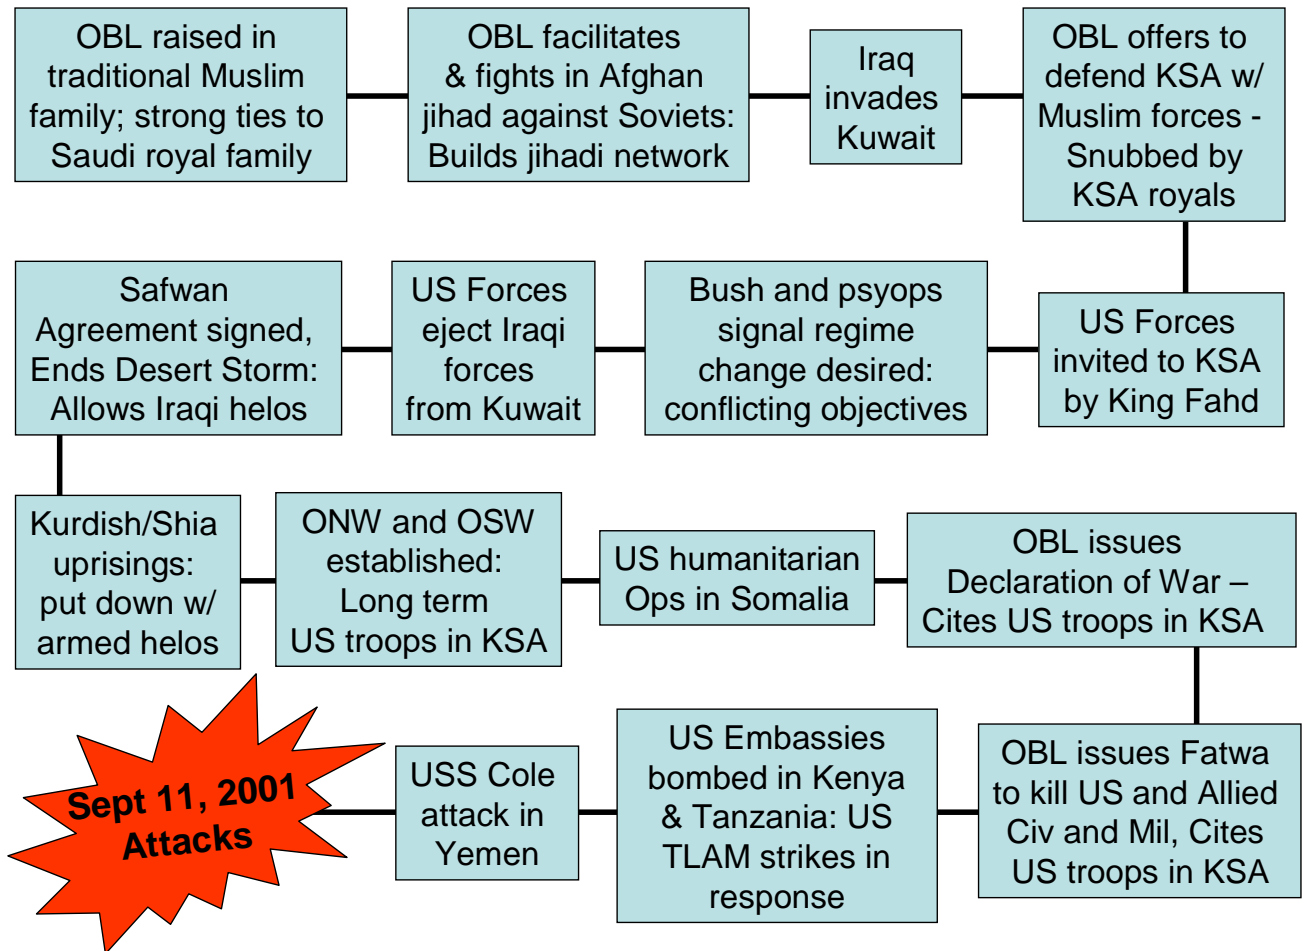 OBL raised in
traditional Muslim
family; strong ties to
Saudi royal family
OBL facilitates
& fights in Afghan
jihad against Soviets:
Builds jihadi network
Iraq
invades
Kuwait
OBL offers to
defend KSA w/
Muslim forces -
Snubbed by
KSA royals
US Forces
invited to KSA
by King Fahd
Bush and psyops
signal regime
change desired:
conflicting objectives
US Forces
eject Iraqi
forces
from Kuwait
Safwan
Agreement signed,
Ends Desert Storm:
Allows Iraqi helos
Kurdish/Shia
uprisings:
put down w/
armed helos
ONW and OSW
established:
Long term
US troops in KSA
US humanitarian
Ops in Somalia
OBL issues
Declaration of War –
Cites US troops in KSA
OBL issues Fatwa
to kill US and Allied
Civ and Mil, Cites
US troops in KSA
US Embassies
bombed in Kenya
& Tanzania: US
TLAM strikes in
response
USS Cole
attack in
Yemen
Sept 11, 2001
Attacks